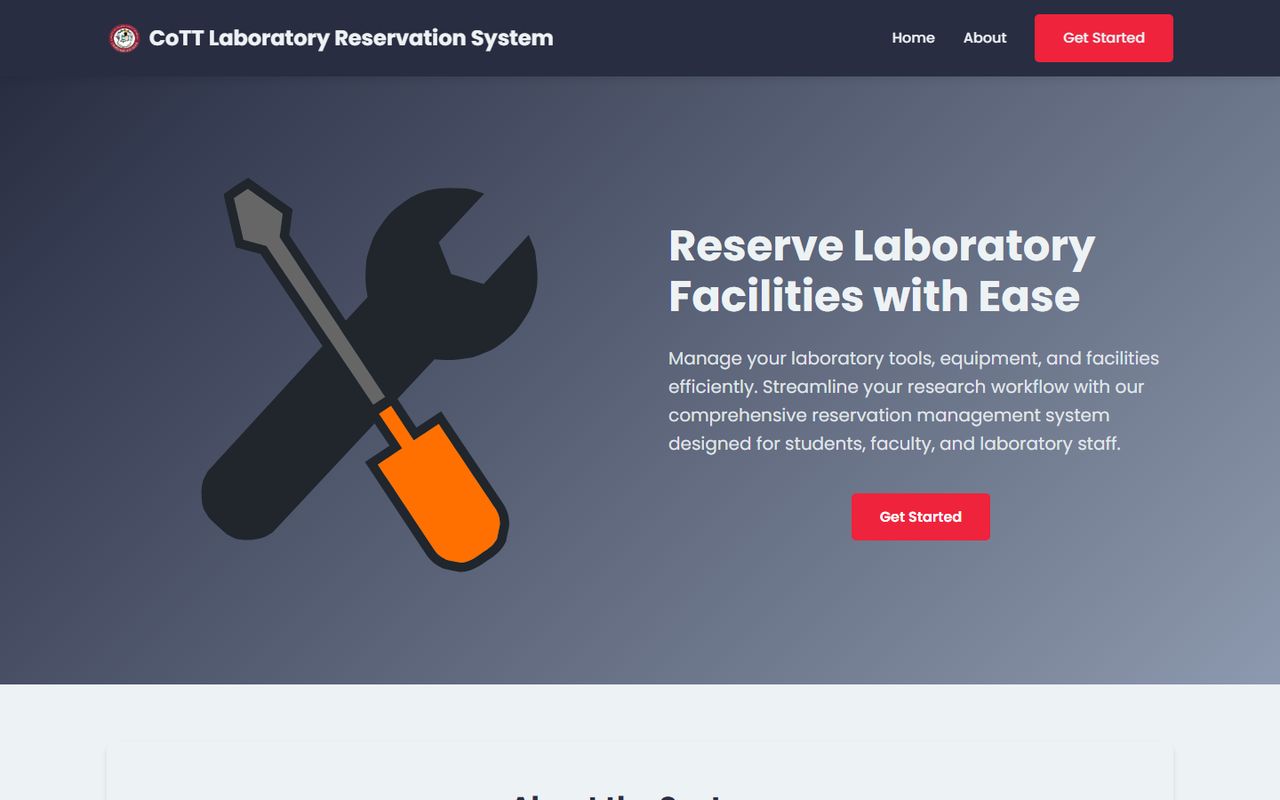 CoTT Laboratory Reservation System
Home
About
Get Started
Reserve Laboratory
Facilities with Ease
Manage your laboratory tools, equipment, and facilities
efficiently. Streamline your research workflow with our
comprehensive reservation management system
designed for students, faculty, and laboratory staff.
Get Started